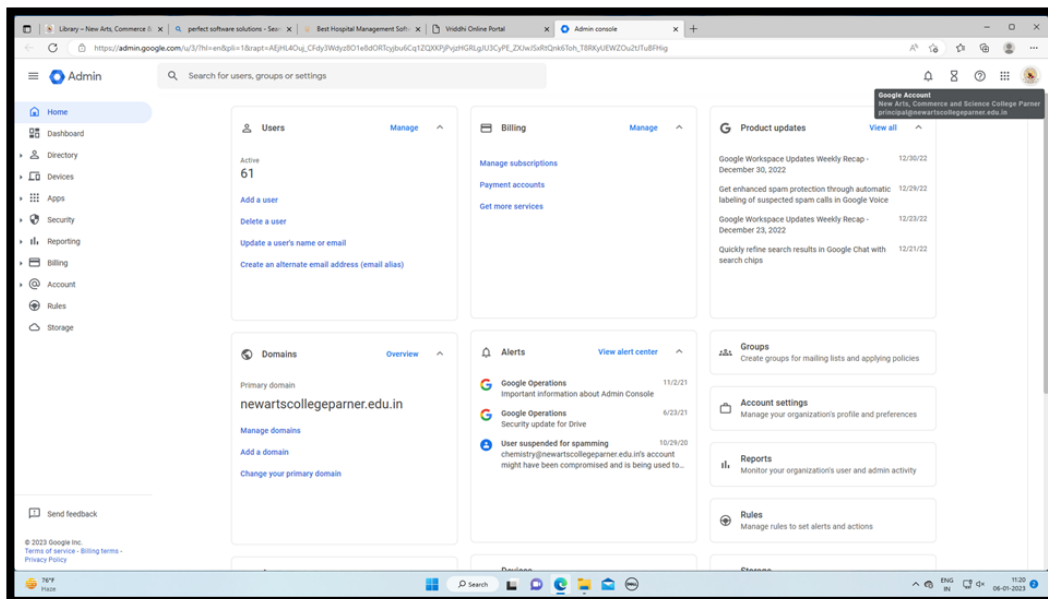 Library – New Arts, Commerce &
perfect software solutions - Sea
Best Hospital Management Soft
Vriddhi Online Portal
Admin console
Admin
Search for users, groups or settings
Google Account
New Arts, Commerce and Science College Parner
principal@newartscollegeparner.edu.in
Home
Dashboard
Directory
Devices
Apps
Security
Reporting
Billing
Account
Rules
Storage
Send feedback
© 2023 Google Inc.
Terms of service - Billing terms -
Privacy Policy
Users Manage
Active
61
Add a user
Delete a user
Update a user's name or email
Create an alternate email address (email alias)
Billing Manage
Manage subscriptions
Payment accounts
Get more services
Product updates View all
Google Workspace Updates Weekly Recap - 12/30/22
December 30, 2022
Get enhanced spam protection through automatic 12/29/22
labeling of suspected spam calls in Google Voice
Google Workspace Updates Weekly Recap - 12/23/22
December 23, 2022
Quickly refine search results in Google Chat with 12/21/22
search chips
Domains Overview
Primary domain
newartscollegeparner.edu.in
Manage domains
Add a domain
Change your primary domain
Alerts View alert center
Google Operations 11/2/21
Important information about Admin Console
Google Operations 6/23/21
Security update for Drive
User suspended for spamming 10/29/20
chemistry@newartscollegeparner.edu.in's account
might have been compromised and is being used to...
Groups
Create groups for mailing lists and applying policies
Account settings
Manage your organization's profile and preferences
Reports
Monitor your organization's user and admin activity
Rules
Manage rules to set alerts and actions
Devices
Storage
76°F
Haze
Search
ENG
IN
11:20
06-01-2023